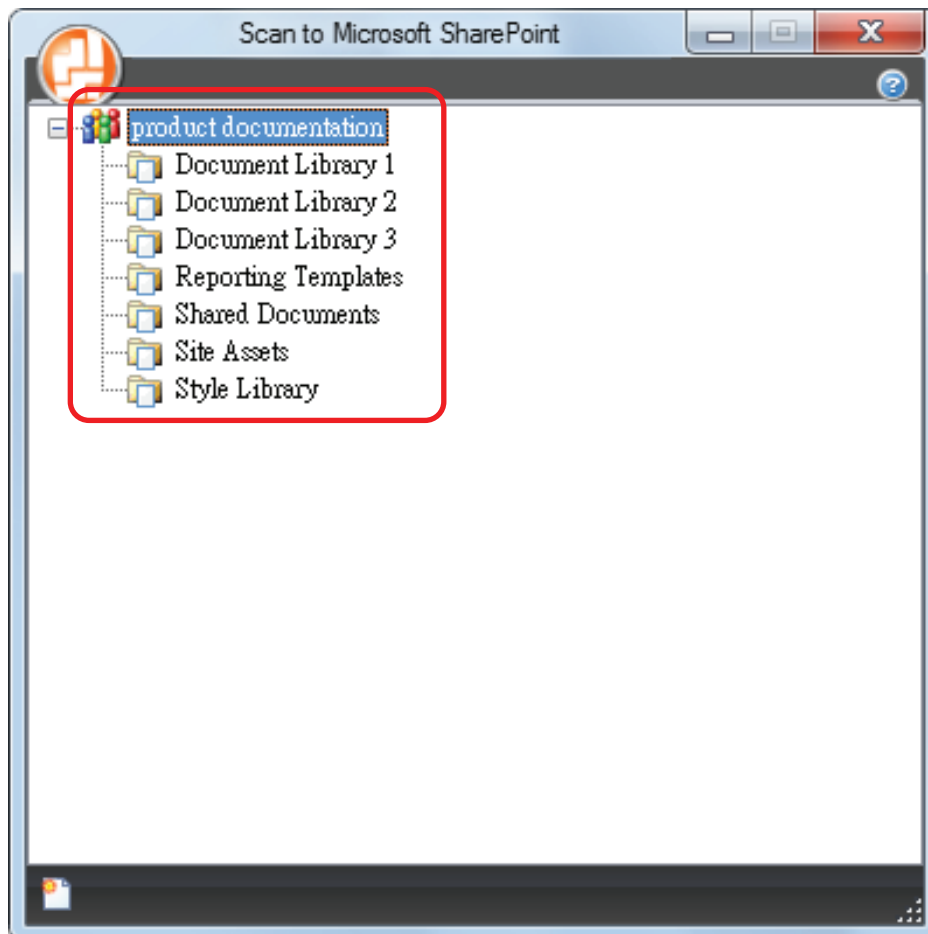 Scan to Microsoft SharePoint
product documentation
Document Library 1
Document Library 2
Document Library 3
Reporting Templates
Shared Documents
Site Assets
Style Library